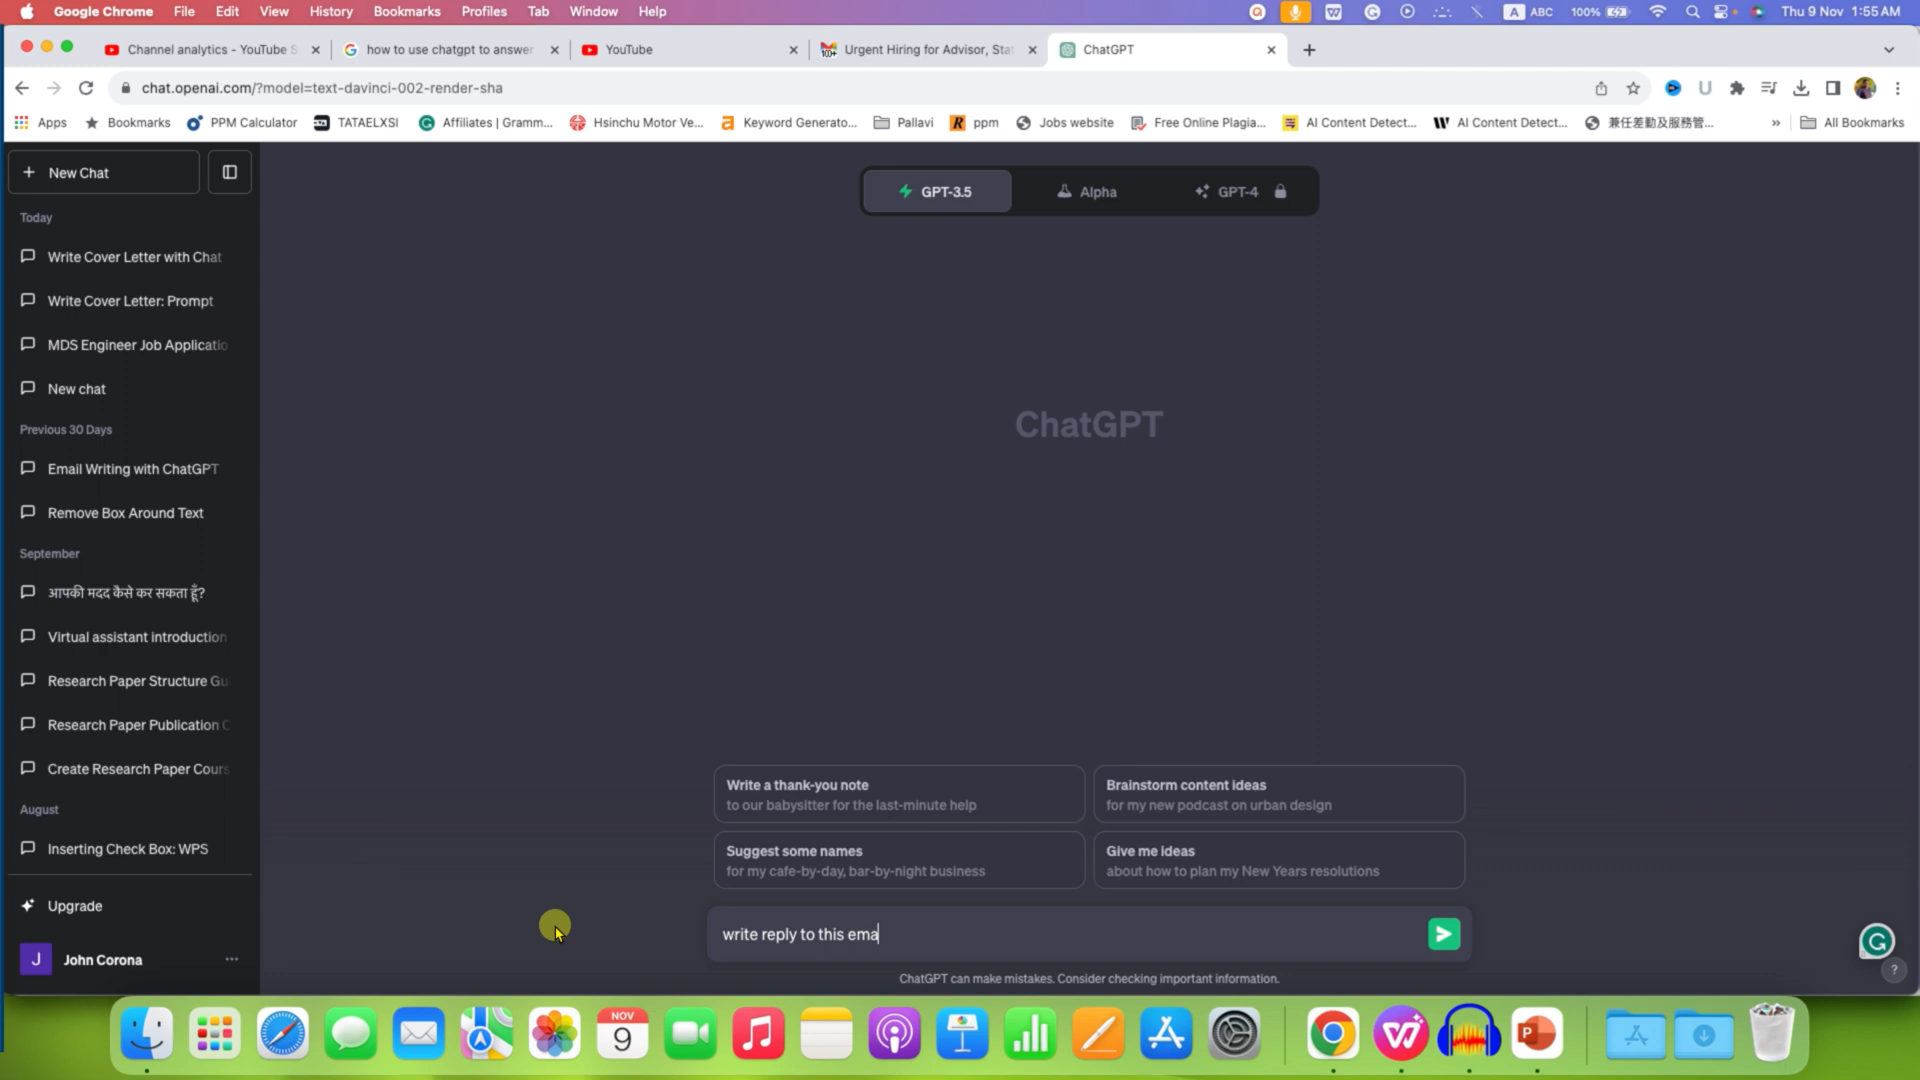 Google Chrome File Edit View History Bookmarks Profiles Tab Window Help
A ABC 100% Thu 9 Nov 1:55 AM
Channel analytics - YouTube S
how to use chatgpt to answer
YouTube
Urgent Hiring for Advisor, Stat
ChatGPT
chat.openai.com/?model=text-davinci-002-render-sha
Apps Bookmarks PPM Calculator TATAELXSI Affiliates | Gramm... Hsinchu Motor Ve... Keyword Generato... Pallavi ppm Jobs website Free Online Plagia... AI Content Detect... AI Content Detect... 兼任差勤及服務管... » All Bookmarks
New Chat
GPT-3.5 Alpha GPT-4
Today
Write Cover Letter with Chat
Write Cover Letter: Prompt
MDS Engineer Job Applicatio
New chat
Previous 30 Days
Email Writing with ChatGPT
Remove Box Around Text
September
आपकी मदद कैसे कर सकता हूँ?
Virtual assistant introduction
Research Paper Structure Gu
Research Paper Publication C
Create Research Paper Cours
August
Inserting Check Box: WPS
Upgrade
J John Corona
ChatGPT
Write a thank-you note
to our babysitter for the last-minute help
Brainstorm content ideas
for my new podcast on urban design
Suggest some names
for my cafe-by-day, bar-by-night business
Give me ideas
about how to plan my New Years resolutions
write reply to this ema
ChatGPT can make mistakes. Consider checking important information.
?
NOV
9